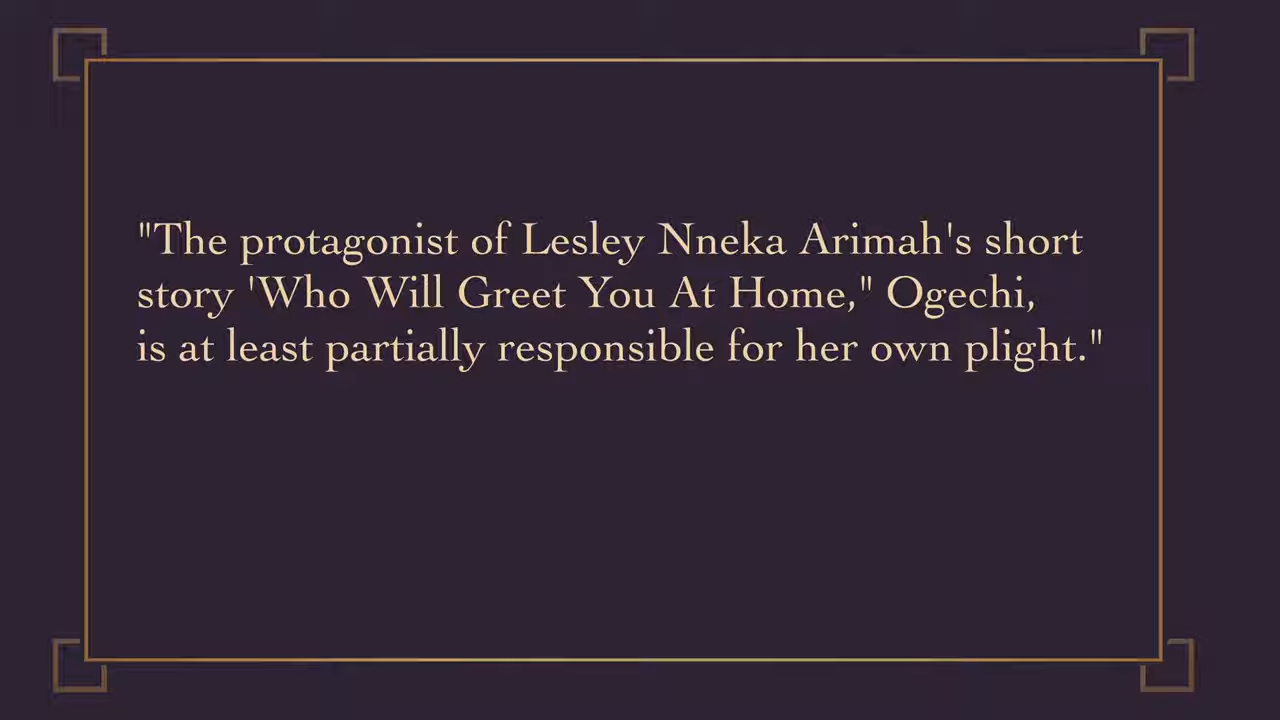 "The protagonist of Lesley Nneka Arimah's short
story 'Who Will Greet You At Home," Ogechi,
is at least partially responsible for her own plight."